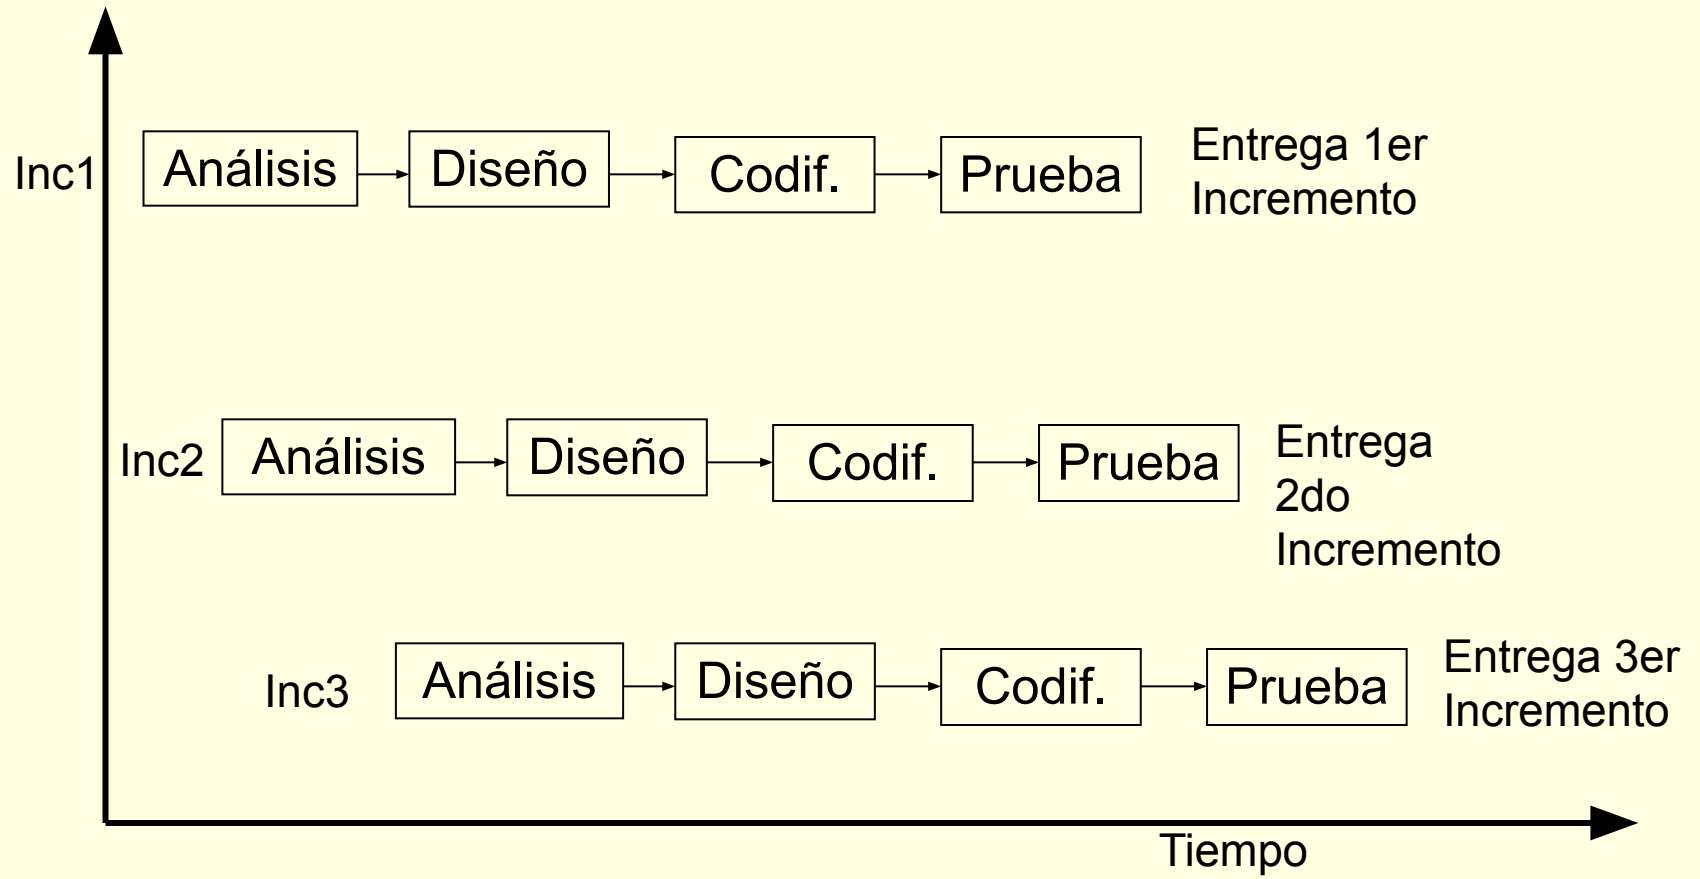 Inc1
Análisis
Diseño
Codif.
Prueba
Entrega 1er
Incremento
Inc2
Análisis
Diseño
Codif.
Prueba
Entrega
2do
Incremento
Inc3
Análisis
Diseño
Codif.
Prueba
Entrega 3er
Incremento
Tiempo